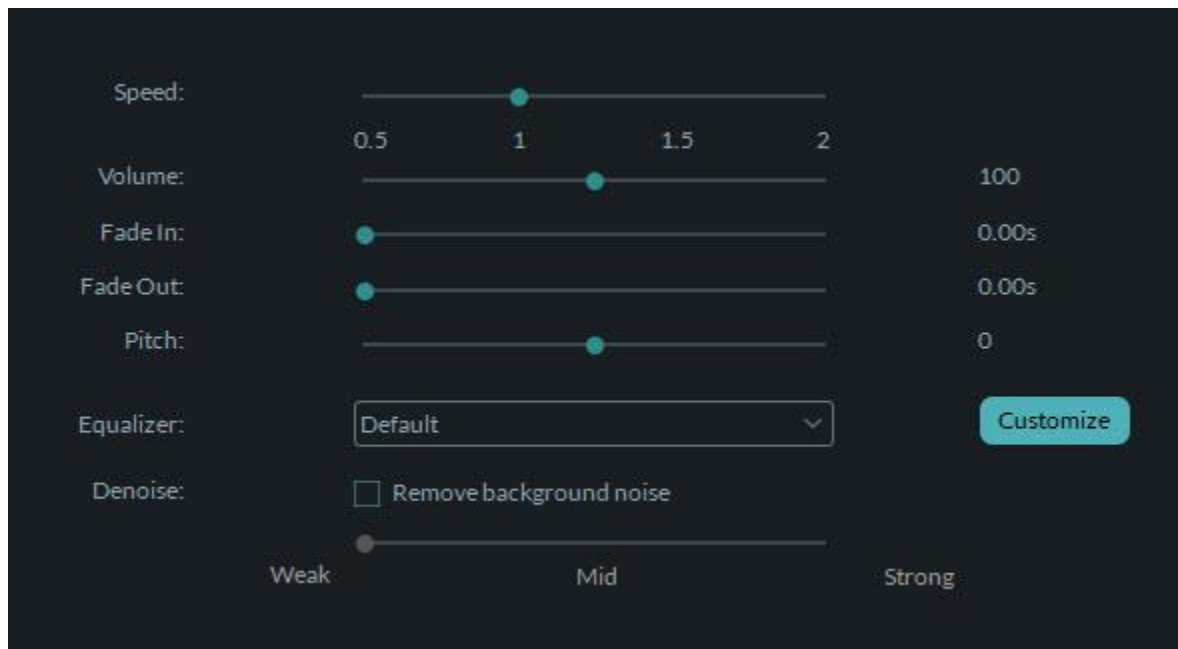 Speed:
0.5 1 1.5 2
Volume: 100
Fade In: 0.00s
Fade Out: 0.00s
Pitch: 0
Equalizer: Default Customize
Denoise: Remove background noise
Weak Mid Strong